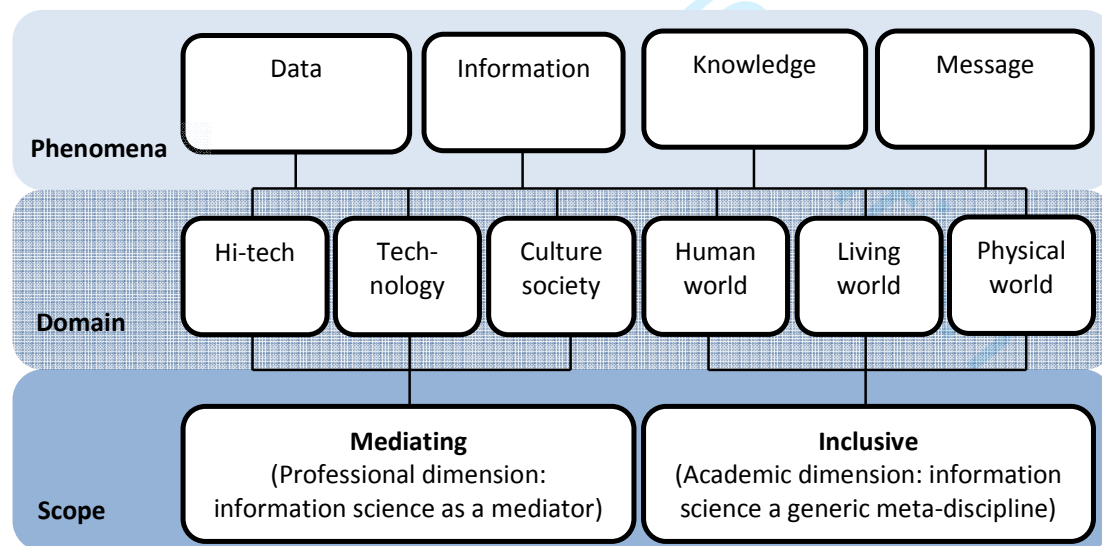 Data
Information
Knowledge
Message
Phenomena
Hi-tech
Tech-
nology
Culture
society
Human
world
Living
world
Physical
world
Domain
Mediating
(Professional dimension:
information science as a mediator)
Inclusive
(Academic dimension: information
science a generic meta-discipline)
Scope